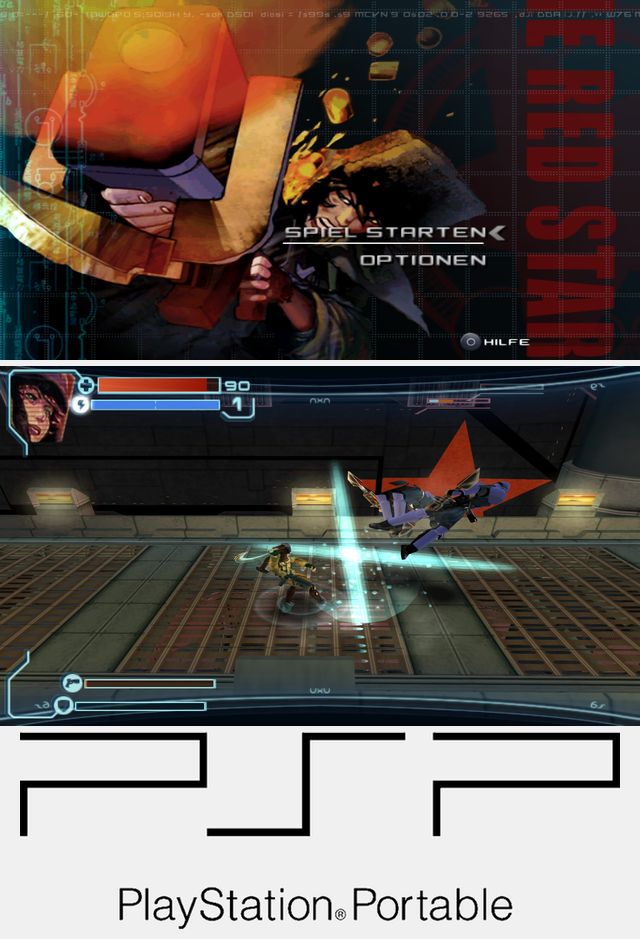 THE RED STAR
SPIEL STARTEN
OPTIONEN
HILFE
90
1
PSP
PlayStation® Portable